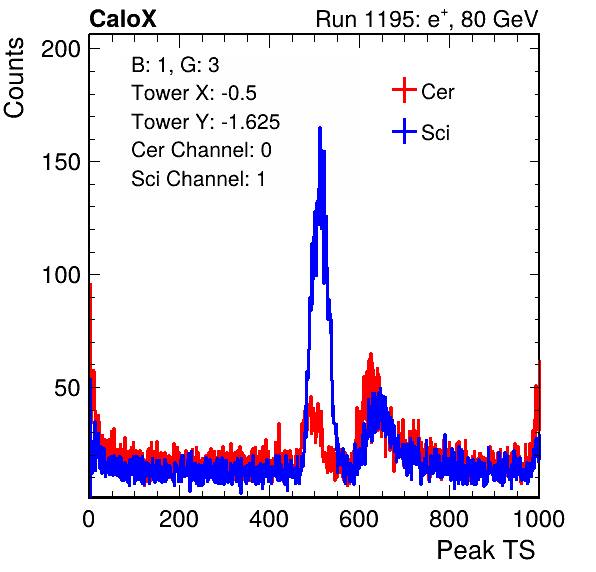 CaloX
Run 1195: e+, 80 GeV
Counts
200
150
100
50
B: 1, G: 3
Tower X: -0.5
Tower Y: -1.625
Cer Channel: 0
Sci Channel: 1
Cer
Sci
0 200 400 600 800 1000
Peak TS